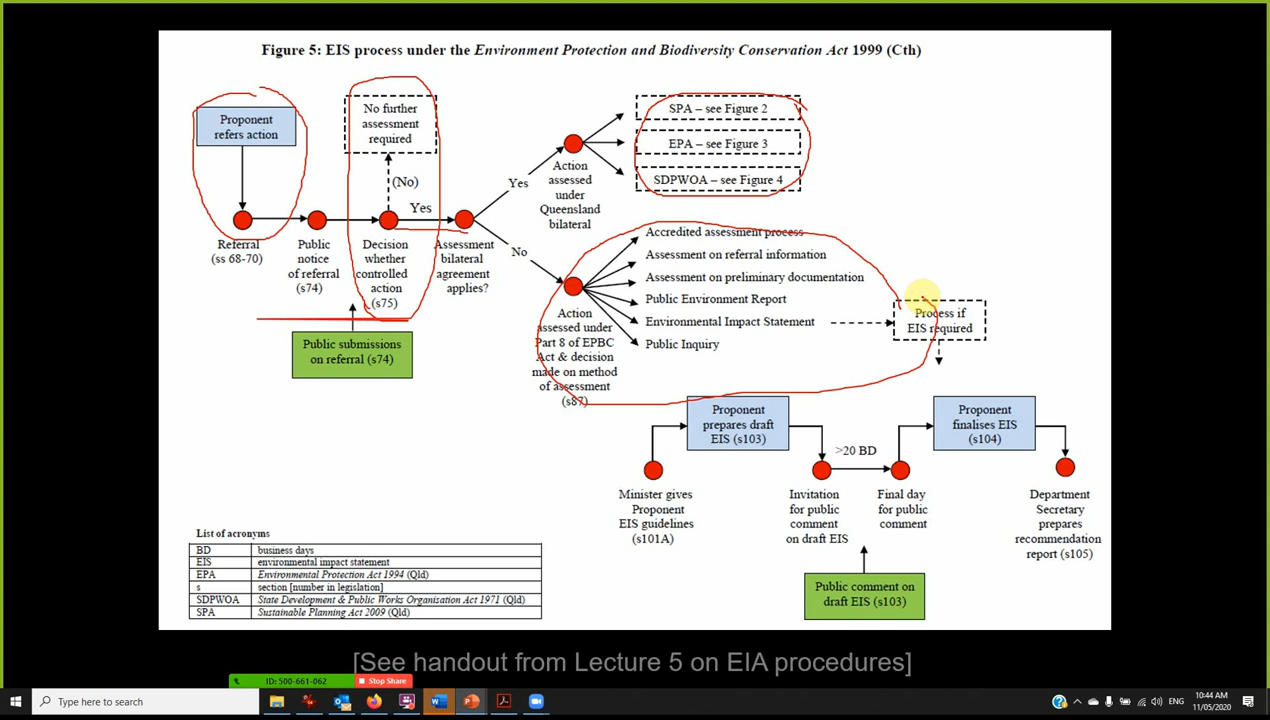 Figure 5: EIS process under the Environment Protection and Biodiversity Conservation Act 1999 (Cth)
Proponent
refers action
No further
assessment
required
(No)
Yes
Referral
(ss 68-70)
Public
notice
of referral
(s74)
Decision
whether
controlled
action
(s75)
Assessment
bilateral
agreement
applies?
Public submissions
on referral (s74)
Yes
No
Action
assessed
under
Queensland
bilateral
SPA – see Figure 2
EPA – see Figure 3
SDPWOA – see Figure 4
Action
assessed under
Part 8 of EPBC
Act & decision
made on method
of assessment
(s87)
Accredited assessment process
Assessment on referral information
Assessment on preliminary documentation
Public Environment Report
Environmental Impact Statement
Public Inquiry
Process if
EIS required
Proponent
prepares draft
EIS (s103)
>20 BD
Proponent
finalises EIS
(s104)
Minister gives
Proponent
EIS guidelines
(s101A)
Invitation
for public
comment
on draft EIS
Final day
for public
comment
Department
Secretary
prepares
recommendation
report (s105)
Public comment on
draft EIS (s103)
List of acronyms
BD business days
EIS environmental impact statement
EPA Environmental Protection Act 1994 (Qld)
s section [number in legislation]
SDPWOA State Development & Public Works Organisation Act 1971 (Qld)
SPA Sustainable Planning Act 2009 (Qld)
[See handout from Lecture 5 on EIA procedures]
ID: 500-661-062
Stop Share
Type here to search
ENG
10:44 AM
11/05/2020